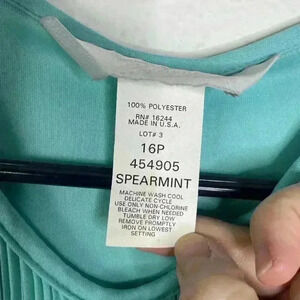 100% POLYESTER
RN# 16244
MADE IN U.S.A.
LOT# 3
16P
454905
SPEARMINT
MACHINE WASH COOL
DELICATE CYCLE
USE ONLY NON-CHLORINE
BLEACH WHEN NEEDED
TUMBLE DRY LOW
REMOVE PROMPTLY
IRON ON LOWEST
SETTING